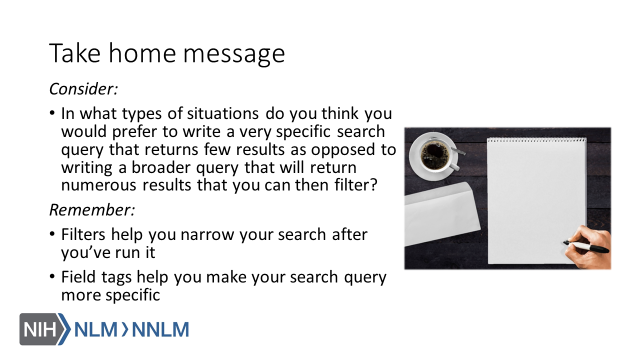 Take home message
Consider:
• In what types of situations do you think you
would prefer to write a very specific search
query that returns few results as opposed to
writing a broader query that will return
numerous results that you can then filter?
Remember:
• Filters help you narrow your search after
you’ve run it
• Field tags help you make your search query
more specific
NIH NLM NNLM